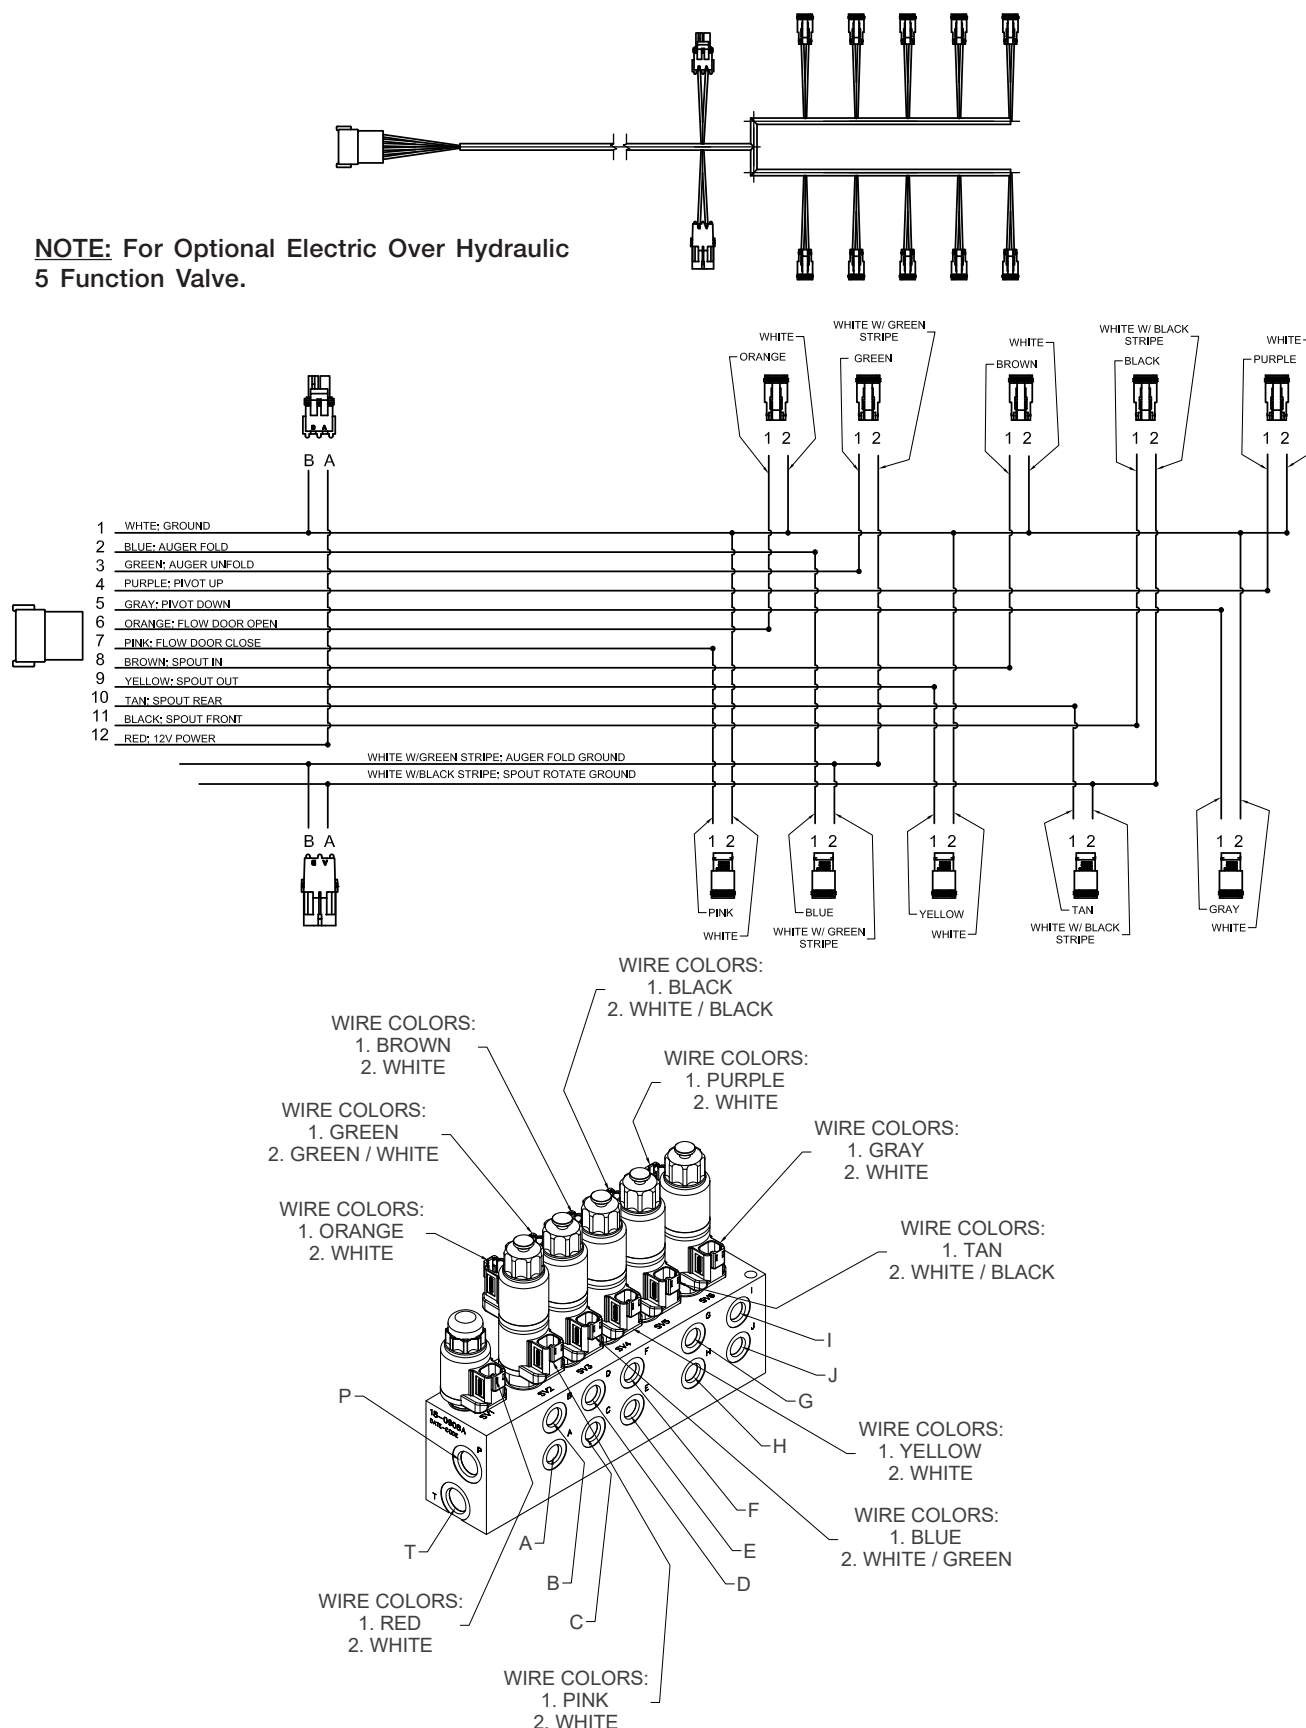 NOTE: For Optional Electric Over Hydraulic
5 Function Valve.
WHITE W/ GREEN
STRIPE
WHITE
ORANGE
GREEN
WHITE
BROWN
WHITE W/ BLACK
STRIPE
BLACK
WHITE
PURPLE
B A
1 2
1 2
1 2
1 2
1 2
B A
1 WHTE: GROUND
2 BLUE: AUGER FOLD
3 GREEN: AUGER UNFOLD
4 PURPLE: PIVOT UP
5 GRAY: PIVOT DOWN
6 ORANGE: FLOW DOOR OPEN
7 PINK: FLOW DOOR CLOSE
8 BROWN: SPOUT IN
9 YELLOW: SPOUT OUT
10 TAN: SPOUT REAR
11 BLACK: SPOUT FRONT
12 RED: 12V POWER
WHITE W/GREEN STRIPE: AUGER FOLD GROUND
WHITE W/BLACK STRIPE: SPOUT ROTATE GROUND
B A
1 2
1 2
1 2
1 2
1 2
PINK
WHITE
BLUE
WHITE W/ GREEN
STRIPE
YELLOW
WHITE
TAN
WHITE W/ BLACK
STRIPE
GRAY
WHITE
WIRE COLORS:
1. BLACK
2. WHITE / BLACK
WIRE COLORS:
1. BROWN
2. WHITE
WIRE COLORS:
1. PURPLE
2. WHITE
WIRE COLORS:
1. GREEN
2. GREEN / WHITE
WIRE COLORS:
1. GRAY
2. WHITE
WIRE COLORS:
1. ORANGE
2. WHITE
WIRE COLORS:
1. TAN
2. WHITE / BLACK
SV1
SV2
SV3
SV4
SV5
SV6
DATE-CODE
P
T
A
B
C
D
E
F
G
H
I
J
P
T
A
B
C
D
E
F
G
H
I
J
WIRE COLORS:
1. YELLOW
2. WHITE
WIRE COLORS:
1. BLUE
2. WHITE / GREEN
WIRE COLORS:
1. RED
2. WHITE
WIRE COLORS:
1. PINK
2. WHITE